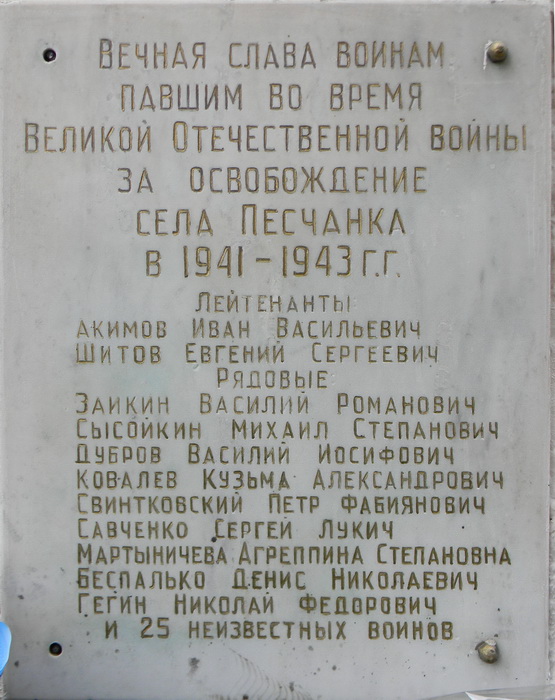 Вечная слава воинам
павшим во время
Великой Отечественной войны
за освобождение
села Песчанка
в 1941 – 1943 г.г.
Лейтенанты:
Акимов Иван Васильевич
Шитов Евгений Сергеевич
Рядовые:
Заикин Василий Романович
Сысойкин Михаил Степанович
Дубров Василий Иосифович
Ковалев Кузьма Александрович
Свинтковский Петр Фабиянович
Савченко Сергей Лукич
Мартыничева Агреппина Степановна
Беспалько Денис Николаевич
Гегин Николай Федорович
и 25 неизвестных воинов